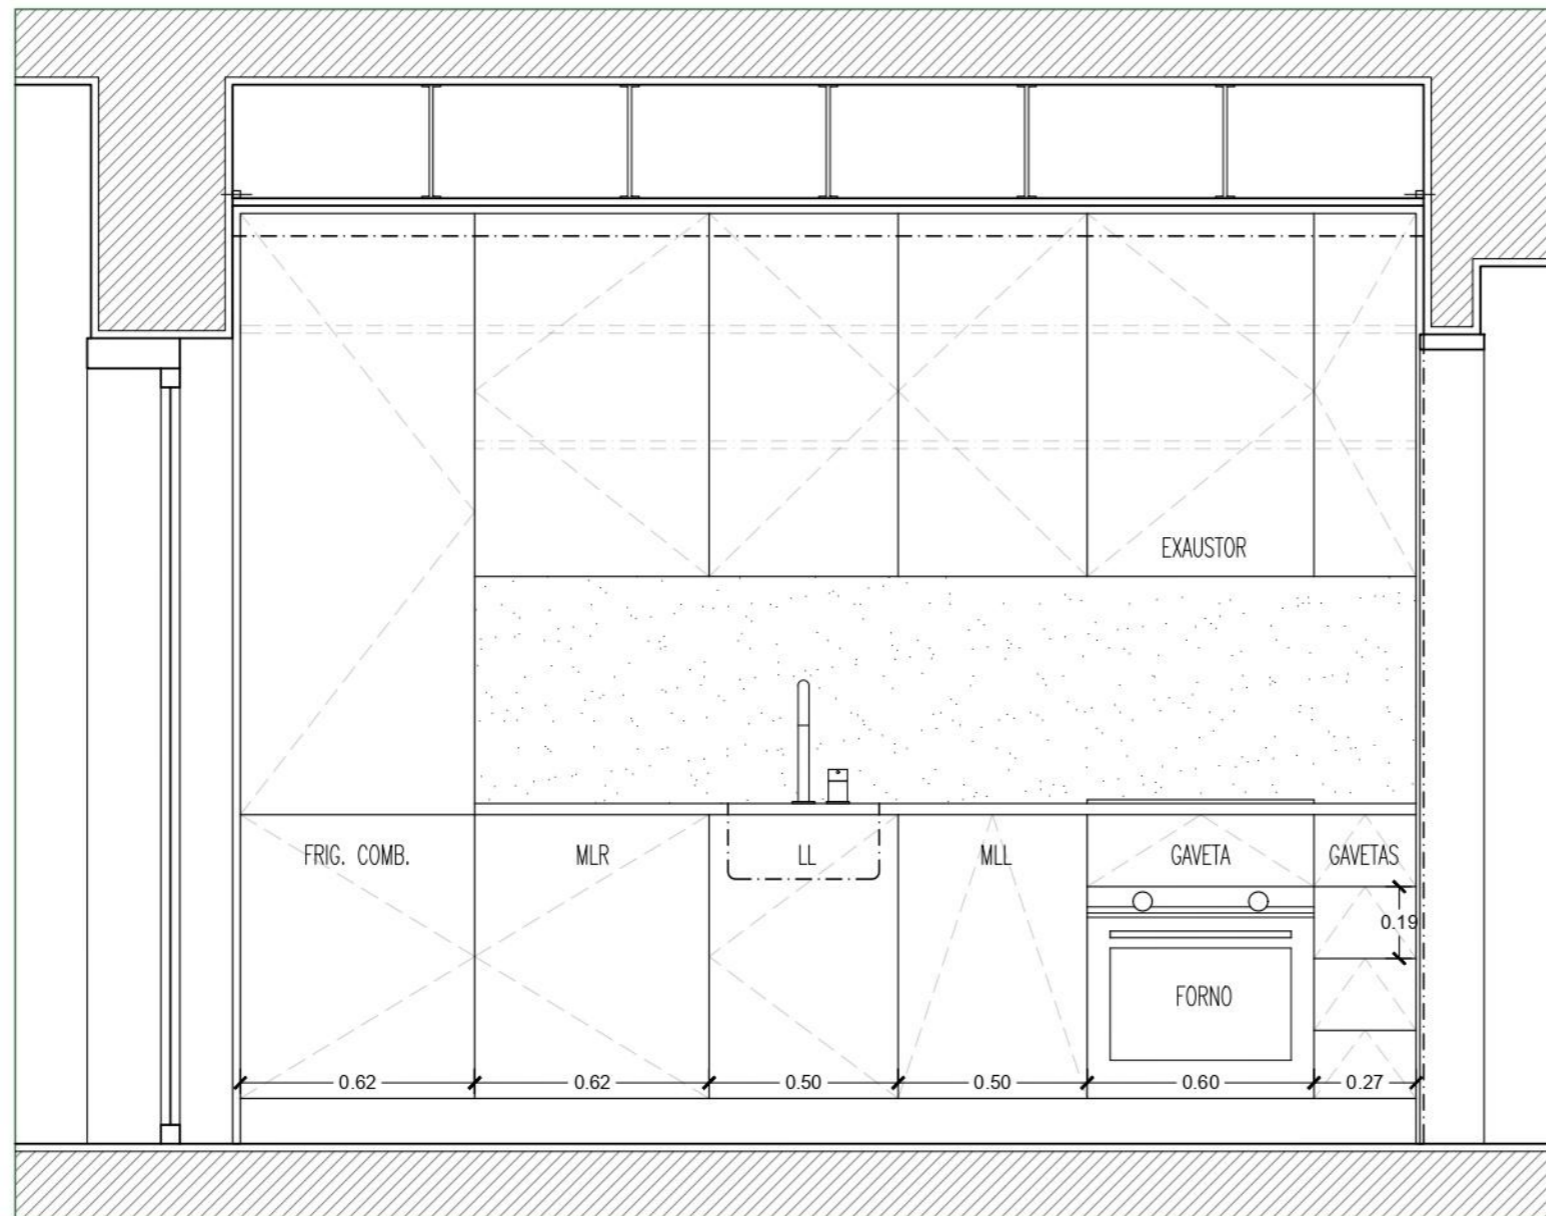 EXAUSTOR
FRIG. COMB.
MLR
LL
MLL
GAVETA
GAVETAS
0.19
FORNO
0.62
0.62
0.50
0.50
0.60
0.27